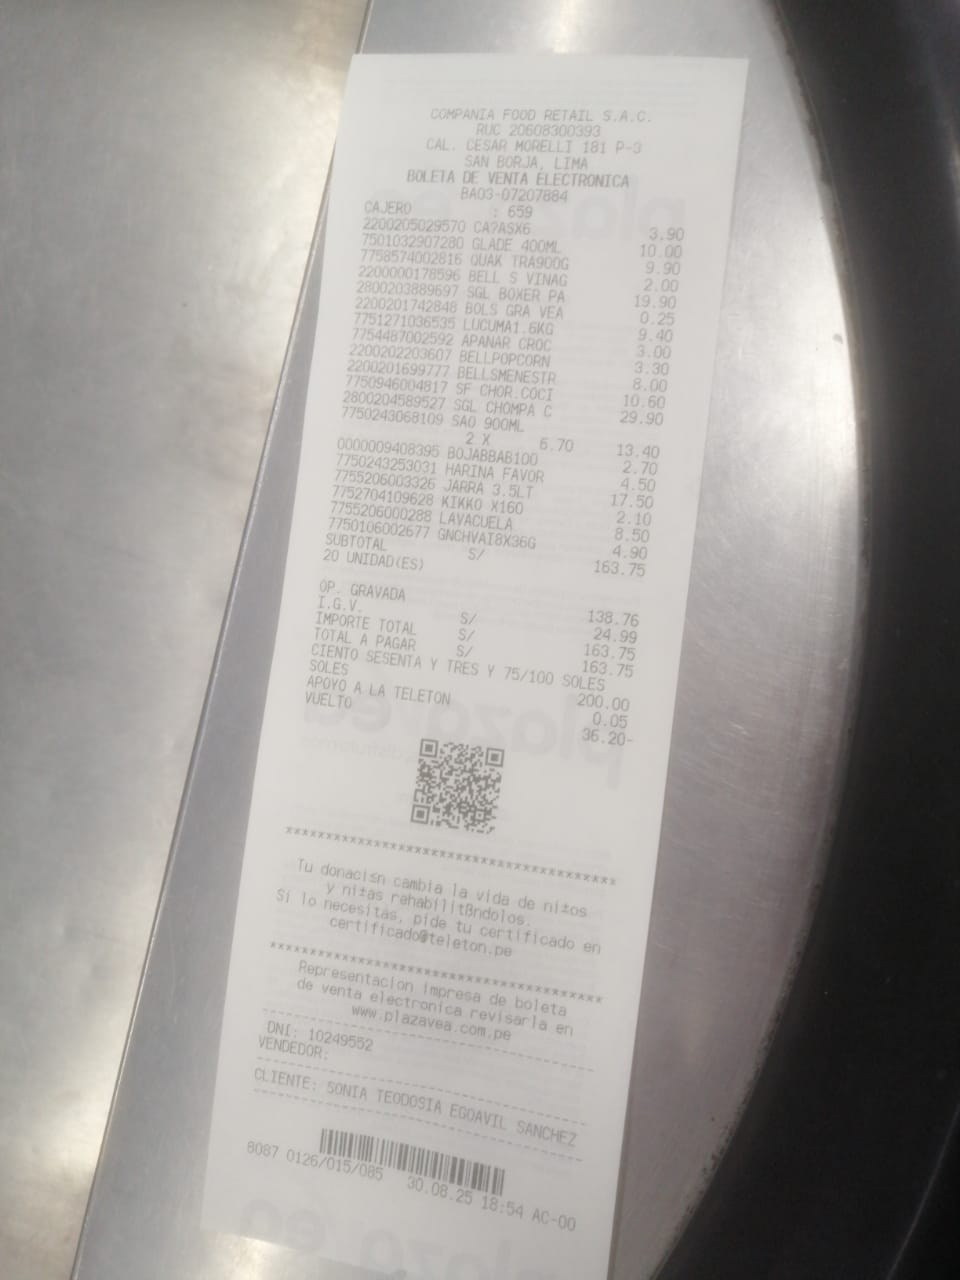 COMPANIA FOOD RETAIL S.A.C.
RUC 20608300393
CAL. CESAR MORELLI 181 P-3
SAN BORJA, LIMA
BOLETA DE VENTA ELECTRONICA
BA03-07207884
CAJERO : 659
2200205029570 CA?ASX6 3.90
7501032907280 GLADE 400ML 10.00
7758574002816 QUAK TRA900G 9.90
2200000178596 BELL S VINAG 2.00
2800203889697 SGL BOXER PA 19.90
2200201742848 BOLS GRA VEA 0.25
7751271036535 LUCUMA1.6KG 9.40
7754487002592 APANAR CROC 3.00
2200202203607 BELLPOPCORN 3.30
2200201699777 BELLSMENESTR 8.00
7750946004817 SF CHOR.COCI 10.60
2800204589527 SGL CHOMPA C 29.90
7750243068109 SAO 900ML
2 X 6.70 13.40
0000009408395 BOJABBAB100 2.70
7750243253031 HARINA FAVOR 4.50
7755206003326 JARRA 3.5LT 17.50
7752704109628 KIKKO X160 2.10
7755206000288 LAVACUELA 8.50
7750106002677 GNCHVAI8X36G 4.90
SUBTOTAL S/ 163.75
20 UNIDAD(ES)
OP. GRAVADA 138.76
I.G.V. S/ 24.99
IMPORTE TOTAL S/ 163.75
TOTAL A PAGAR S/ 163.75
CIENTO SESENTA Y TRES Y 75/100 SOLES
SOLES 200.00
APOYO A LA TELETON 0.05
VUELTO 36.20-
****************************************
Tu donacisn cambia la vida de ni±os
y ni±as rehabilitßndolos.
Si lo necesitas, pide tu certificado en
certificado@teleton.pe
****************************************
Representacion impresa de boleta
de venta electronica revisarla en
www.plazavea.com.pe
----------------------------------------
DNI: 10249552
VENDEDOR:
----------------------------------------
CLIENTE: SONIA TEODOSIA EGOAVIL SANCHEZ
----------------------------------------
8087 0126/015/085 30.08.25 18:54 AC-00